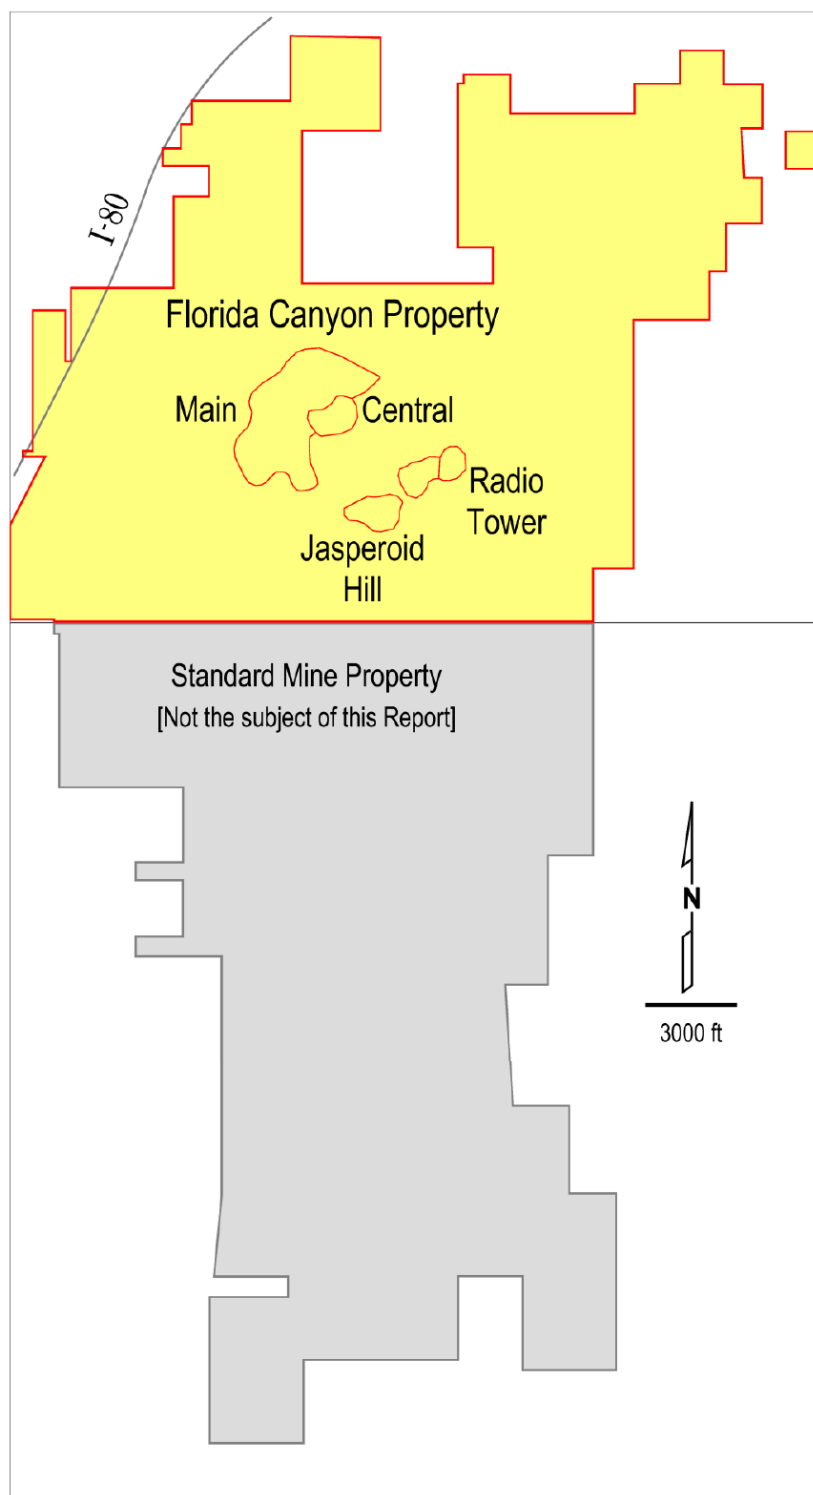 I-80
Florida Canyon Property
Main
Central
Radio
Tower
Jasperoid
Hill
Standard Mine Property
[Not the subject of this Report]
N
3000 ft